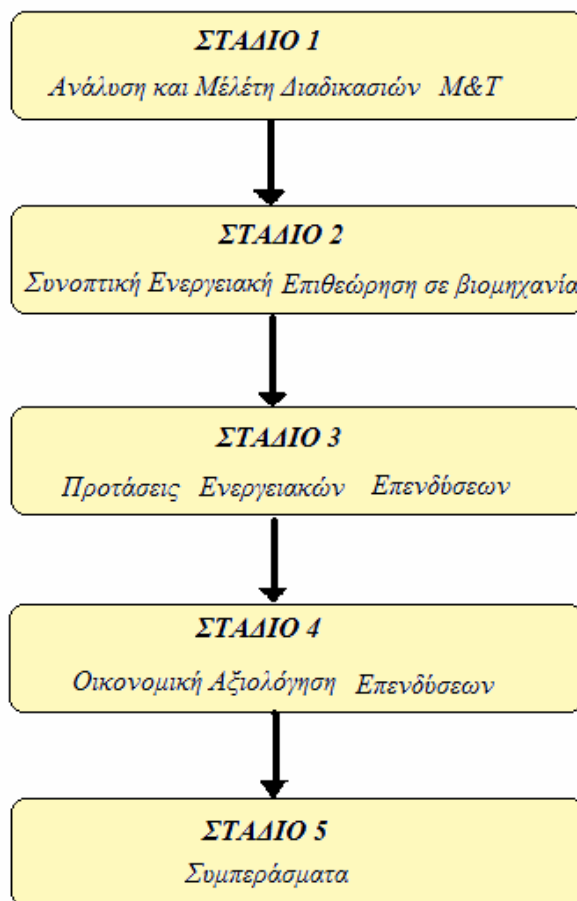 ΣΤΑΔΙΟ 1
Ανάλυση και Μέλέτη Διαδικασιών Μ&Τ
ΣΤΑΔΙΟ 2
Συνοπτική Ενεργειακή Επιθεώρηση σε βιομηχανία
ΣΤΑΔΙΟ 3
Προτάσεις Ενεργειακών Επενδύσεων
ΣΤΑΔΙΟ 4
Οικονομική Αξιολόγηση Επενδύσεων
ΣΤΑΔΙΟ 5
Συμπεράσματα